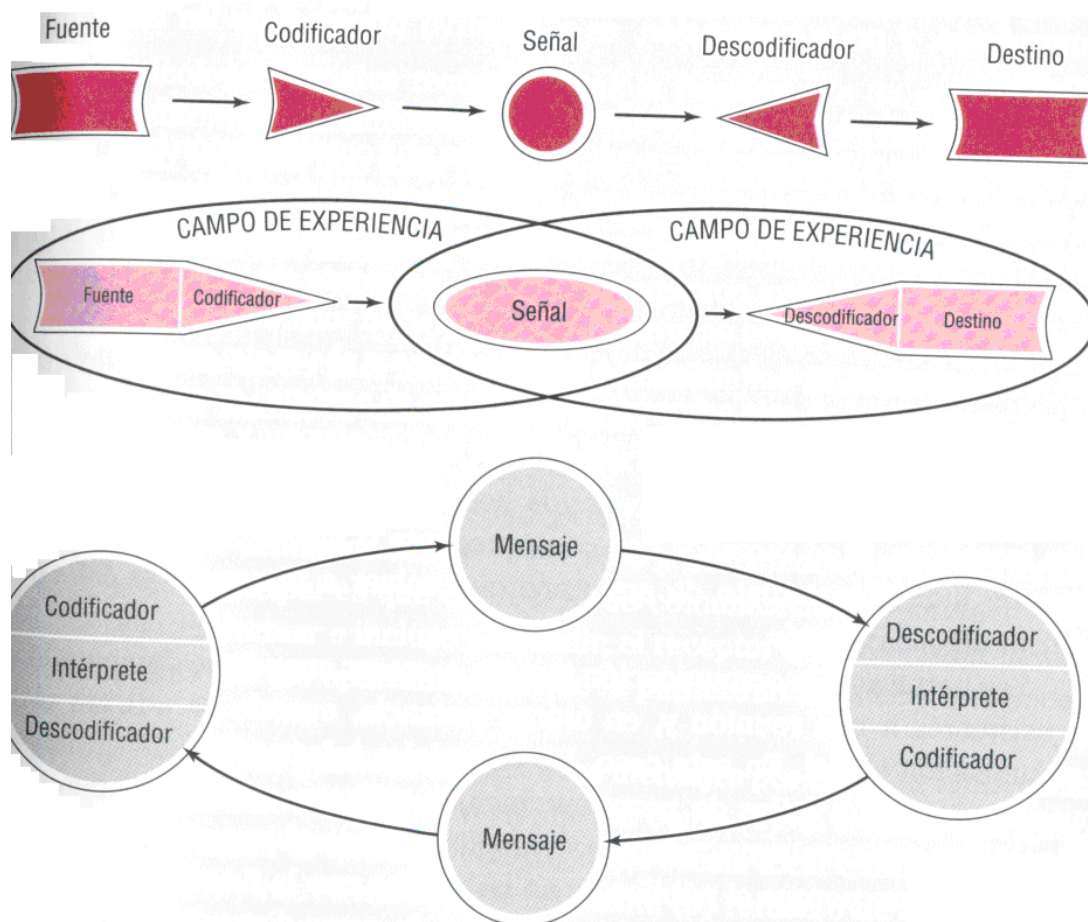 Fuente
Codificador
Señal
Descodificador
Destino
CAMPO DE EXPERIENCIA
CAMPO DE EXPERIENCIA
Fuente
Codificador
Señal
Descodificador
Destino
Mensaje
Codificador
Intérprete
Descodificador
Descodificador
Intérprete
Codificador
Mensaje